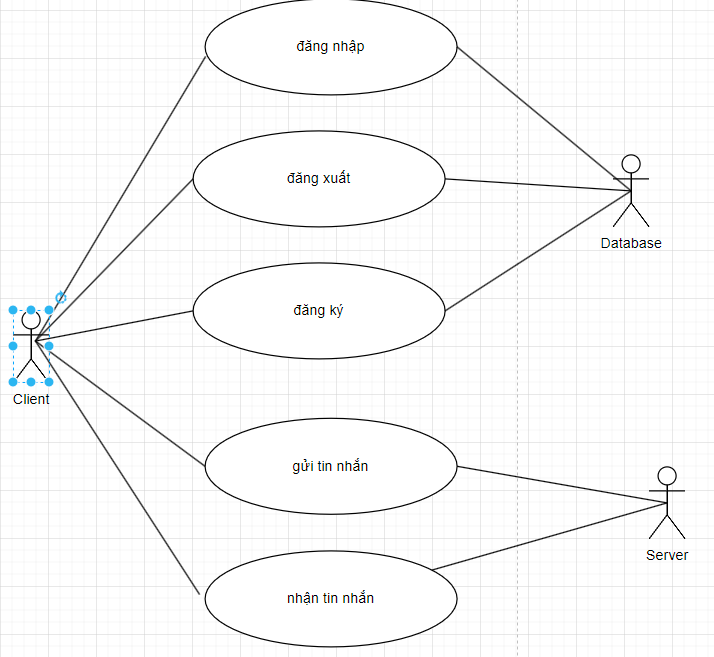 đăng nhập
đăng xuất
Database
đăng ký
Client
gửi tin nhắn
Server
nhận tin nhắn